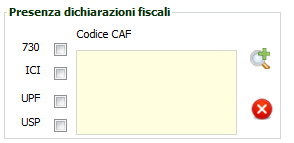 Presenza dichiarazioni fiscali
Codice CAF
730
ICI
UPF
USP